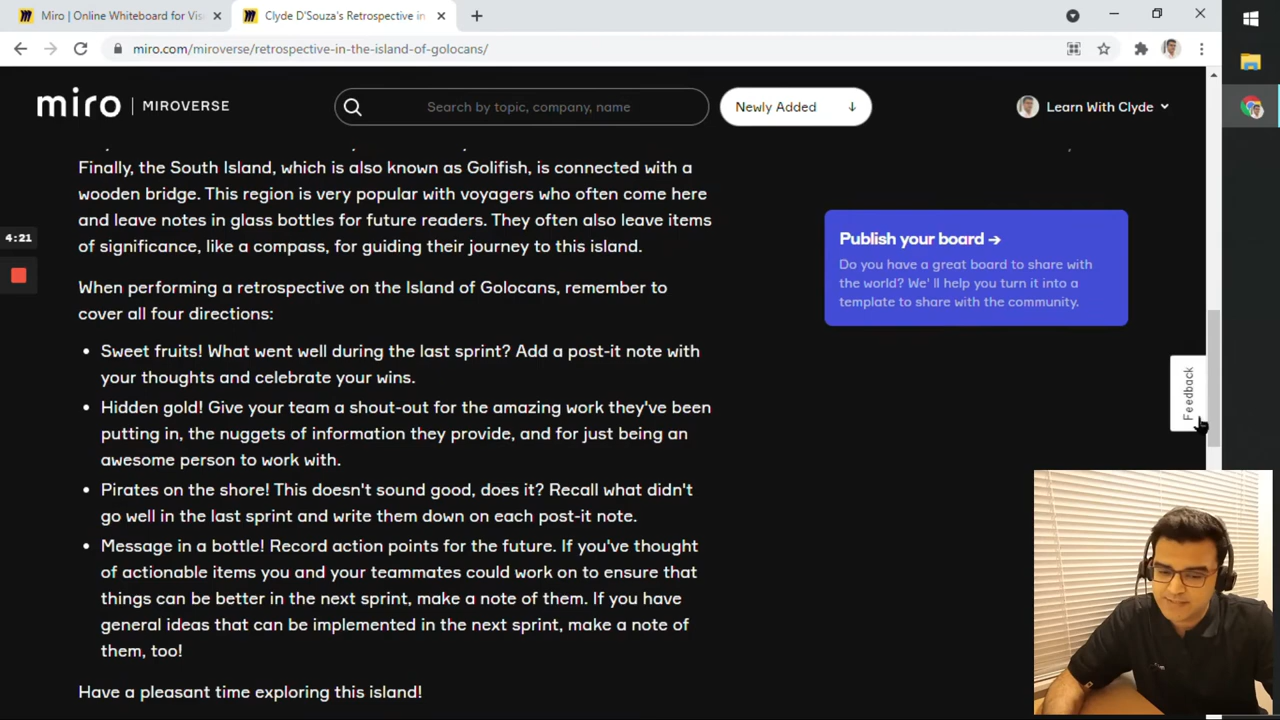 Miro | Online Whiteboard for Vis
Clyde D'Souza's Retrospective in
miro.com/miroverse/retrospective-in-the-island-of-golocans/
miro | MIROVERSE
Search by topic, company, name
Newly Added
Learn With Clyde
4:21
Finally, the South Island, which is also known as Golifish, is connected with a
wooden bridge. This region is very popular with voyagers who often come here
and leave notes in glass bottles for future readers. They often also leave items
of significance, like a compass, for guiding their journey to this island.
When performing a retrospective on the Island of Golocans, remember to
cover all four directions:
• Sweet fruits! What went well during the last sprint? Add a post-it note with
your thoughts and celebrate your wins.
• Hidden gold! Give your team a shout-out for the amazing work they've been
putting in, the nuggets of information they provide, and for just being an
awesome person to work with.
• Pirates on the shore! This doesn't sound good, does it? Recall what didn't
go well in the last sprint and write them down on each post-it note.
• Message in a bottle! Record action points for the future. If you've thought
of actionable items you and your teammates could work on to ensure that
things can be better in the next sprint, make a note of them. If you have
general ideas that can be implemented in the next sprint, make a note of
them, too!
Have a pleasant time exploring this island!
Publish your board →
Do you have a great board to share with
the world? We' ll help you turn it into a
template to share with the community.
Feedback